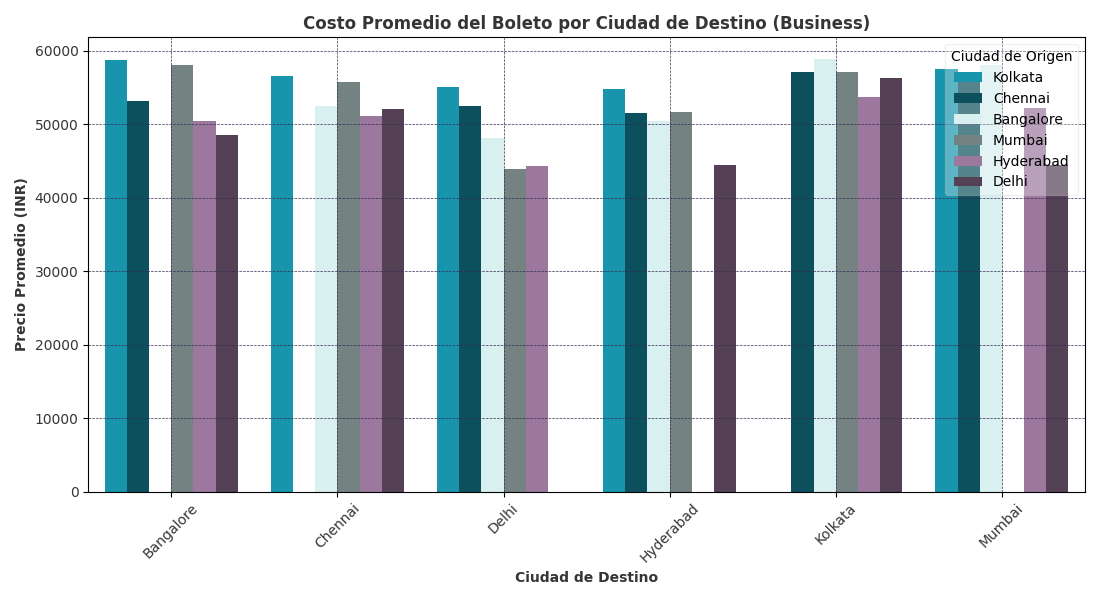 Costo Promedio del Boleto por Ciudad de Destino (Business)
Precio Promedio (INR)
60000
50000
40000
30000
20000
10000
0
Ciudad de Origen
Kolkata
Chennai
Bangalore
Mumbai
Hyderabad
Delhi
Bangalore
Chennai
Delhi
Hyderabad
Kolkata
Mumbai
Ciudad de Destino